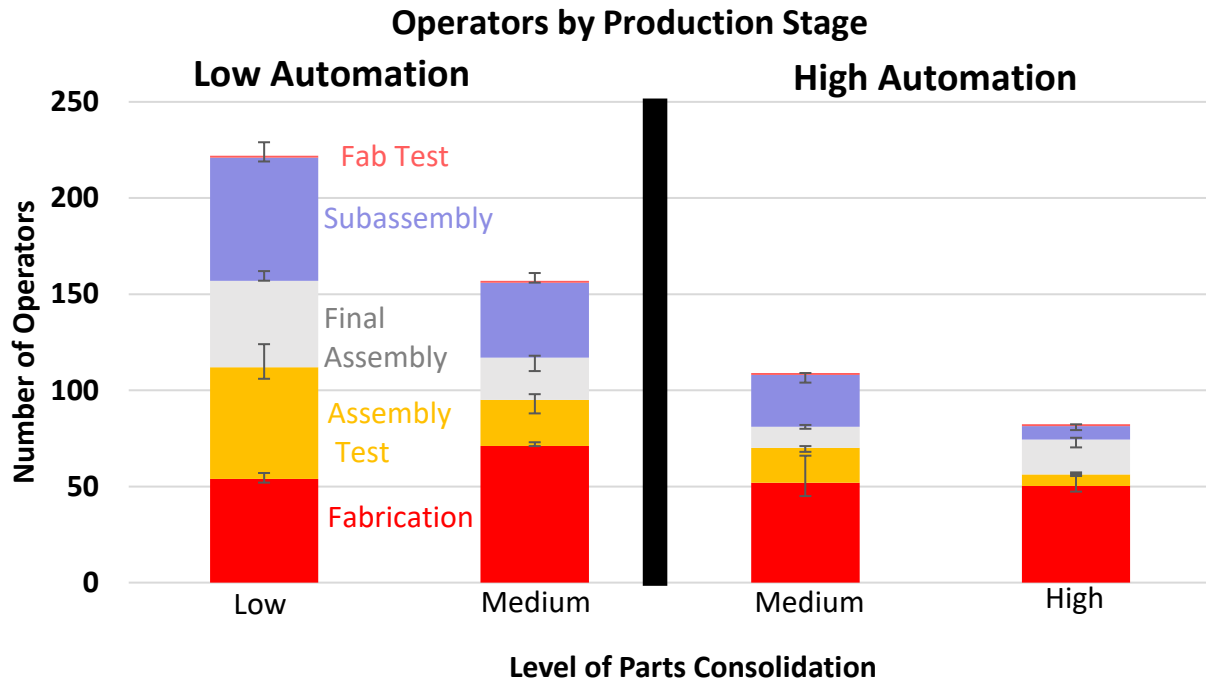 Operators by Production Stage
Low Automation
High Automation
Number of Operators
250
200
150
100
50
0
Fab Test
Subassembly
Final
Assembly
Assembly
Test
Fabrication
Low
Medium
Medium
High
Level of Parts Consolidation